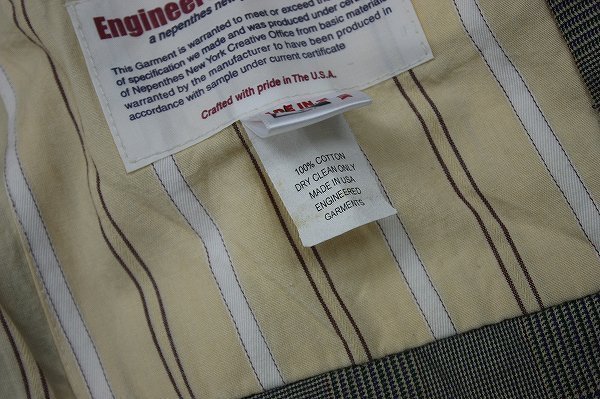 Engineer
a nepenthes new
This Garment is warranted to meet or exceed the
of specification we made and was produced under
of Nepenthes New York Creative Office from basic materials
warranted by the manufacturer to have been produced in
accordance with sample under current certificate
Crafted with pride in The U.S.A.
100% COTTON
DRY CLEAN ONLY
MADE IN USA
ENGINEERED
GARMENTS